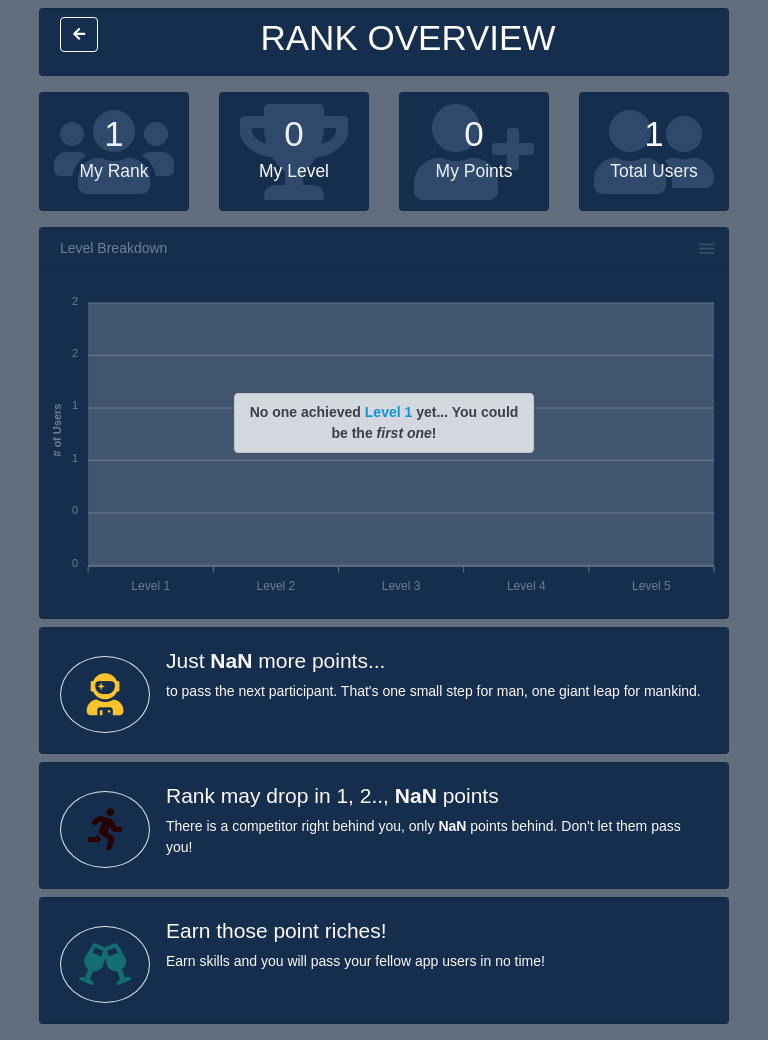 RANK OVERVIEW
1
My Rank
0
My Level
0
My Points
1
Total Users
Level Breakdown
2
2
1
1
0
0
# of Users
No one achieved Level 1 yet... You could
be the first one!
Level 1
Level 2
Level 3
Level 4
Level 5
Just NaN more points...
to pass the next participant. That's one small step for man, one giant leap for mankind.
Rank may drop in 1, 2.., NaN points
There is a competitor right behind you, only NaN points behind. Don't let them pass
you!
Earn those point riches!
Earn skills and you will pass your fellow app users in no time!